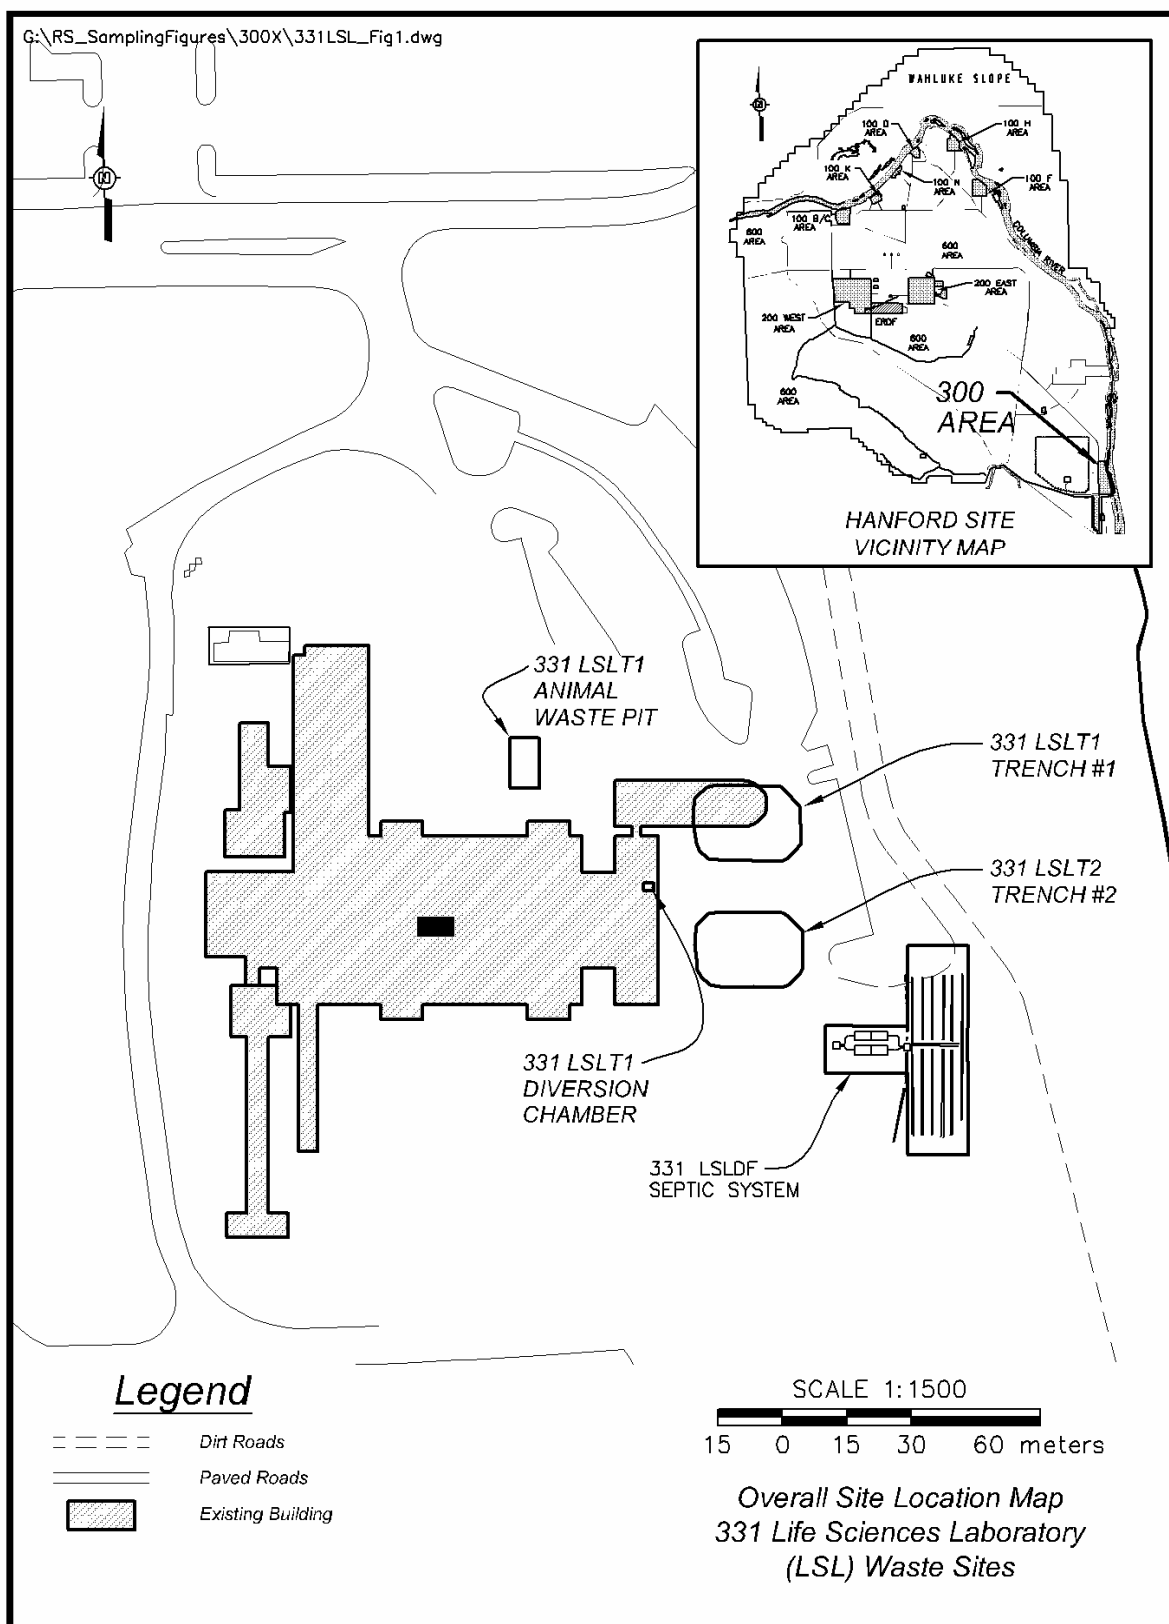 G:\RS_SamplingFigures\300X\331LSL_Fig1.dwg
N
WAHLUKE SLOPE
N
100 D
AREA
100 H
AREA
100 K
AREA
100 N
AREA
100 F
AREA
100 B/C
AREA
600
AREA
600
AREA
COLUMBIA RIVER
200 EAST
AREA
200 WEST
AREA
ERDF
600
AREA
600
AREA
300
AREA
HANFORD SITE
VICINITY MAP
331 LSLT1
ANIMAL
WASTE PIT
331 LSLT1
TRENCH #1
331 LSLT2
TRENCH #2
331 LSLT1
DIVERSION
CHAMBER
331 LSLDF
SEPTIC SYSTEM
Legend
Dirt Roads
Paved Roads
Existing Building
SCALE 1:1500
15 0 15 30 60 meters
Overall Site Location Map
331 Life Sciences Laboratory
(LSL) Waste Sites